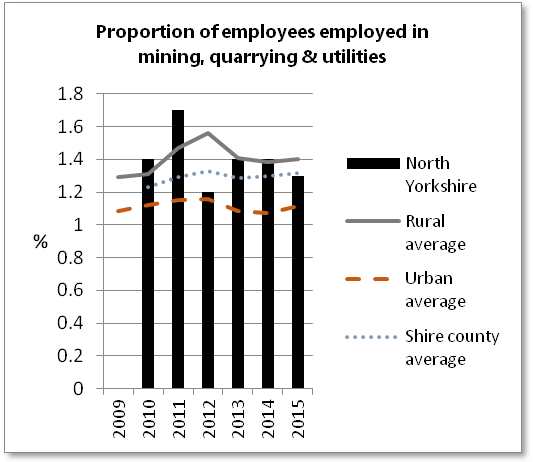 Proportion of employees employed in
mining, quarrying & utilities
1.8
1.6
1.4
1.2
1
0.8
0.6
0.4
0.2
0
%
2009
2010
2011
2012
2013
2014
2015
North
Yorkshire
Rural
average
Urban
average
Shire county
average